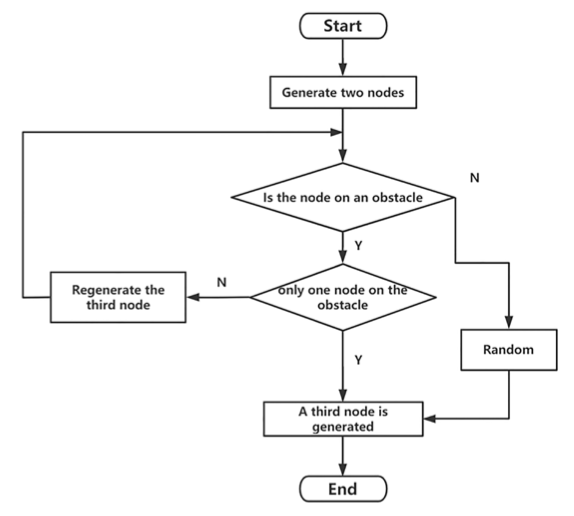 Start
Generate two nodes
N
Is the node on an obstacle
Y
Regenerate the
third node
N
only one node on the
obstacle
Random
Y
A third node is
generated
End